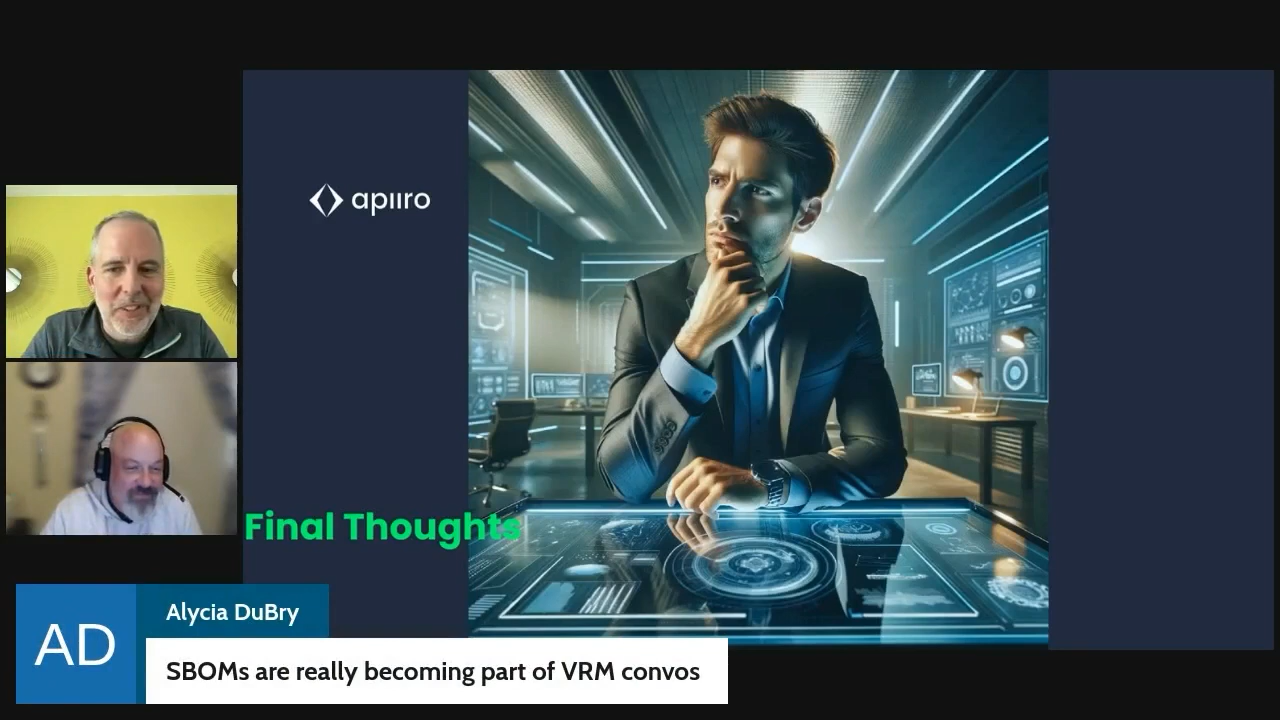 apiiro
Final Thoughts
AD
Alycia DuBry
SBOMs are really becoming part of VRM convos